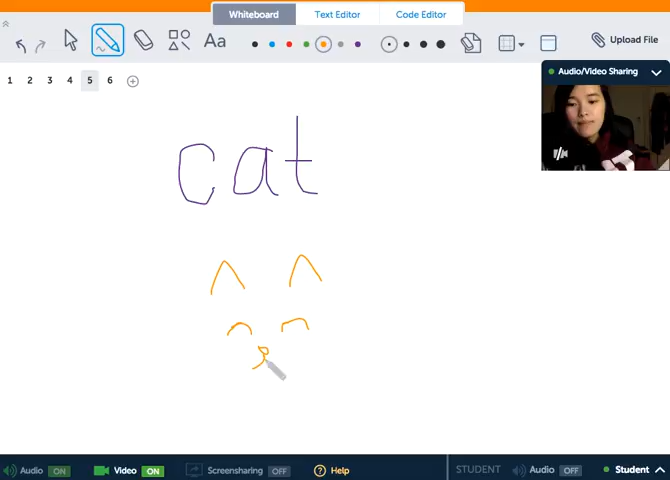 Whiteboard Text Editor Code Editor
Aa Upload File
1 2 3 4 5 6
Audio/Video Sharing
cat
Audio ON Video ON Screensharing OFF ? Help STUDENT Audio OFF Student